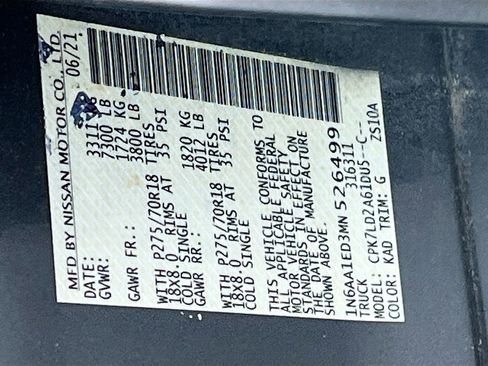 MFD BY NISSAN MOTOR CO., LTD.
DATE: 06/21
GVWR: 3311 7300 LB
GAWR FR.: 1724 KG 3800 LB
WITH P275/70R18 TIRES
18X8.0 RIMS AT 35 PSI
COLD SINGLE
GAWR RR.: 1820 KG 4012 LB
WITH P275/70R18 TIRES
18X8.0 RIMS AT 35 PSI
COLD SINGLE
THIS VEHICLE CONFORMS TO
ALL APPLICABLE FEDERAL
MOTOR VEHICLE SAFETY
STANDARDS IN EFFECT ON
THE DATE OF MANUFACTURE
SHOWN ABOVE.
1N6AA1ED3MN 526499
TRUCK 316311
MODEL: CPK7LD2A61DU5--C--
COLOR: KAD TRIM: G ZS10A